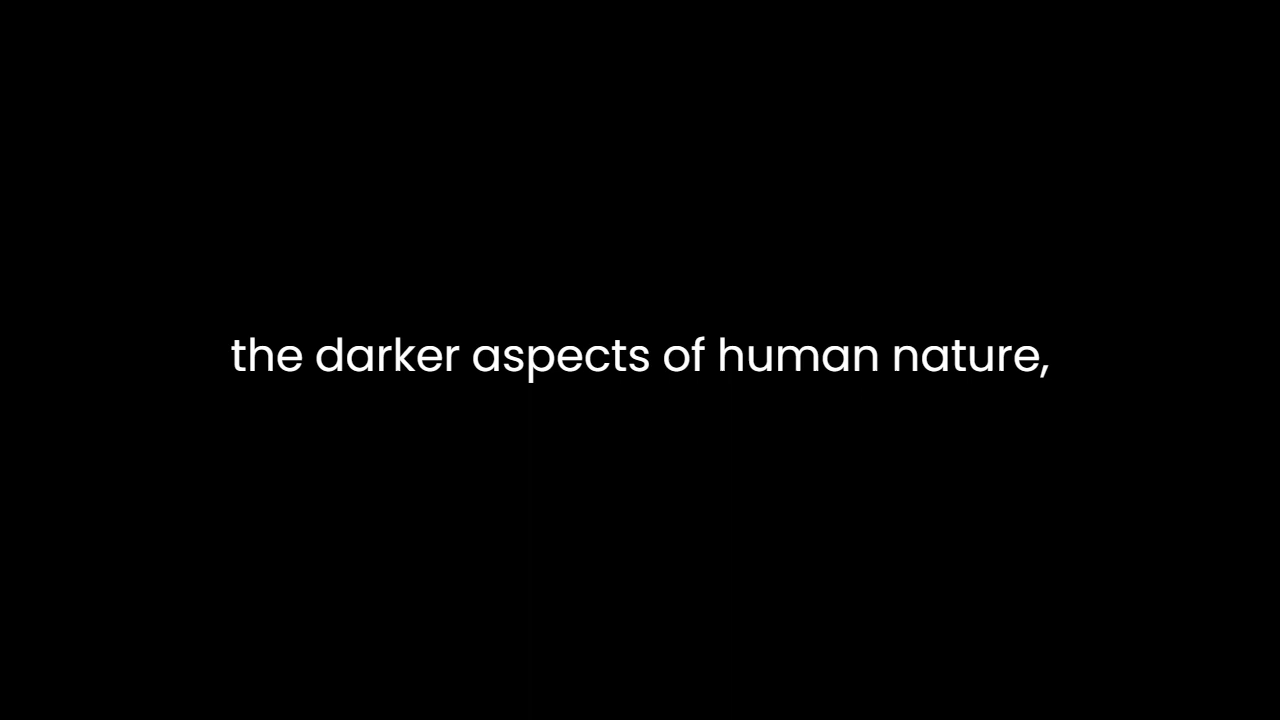 the darker aspects of human nature,